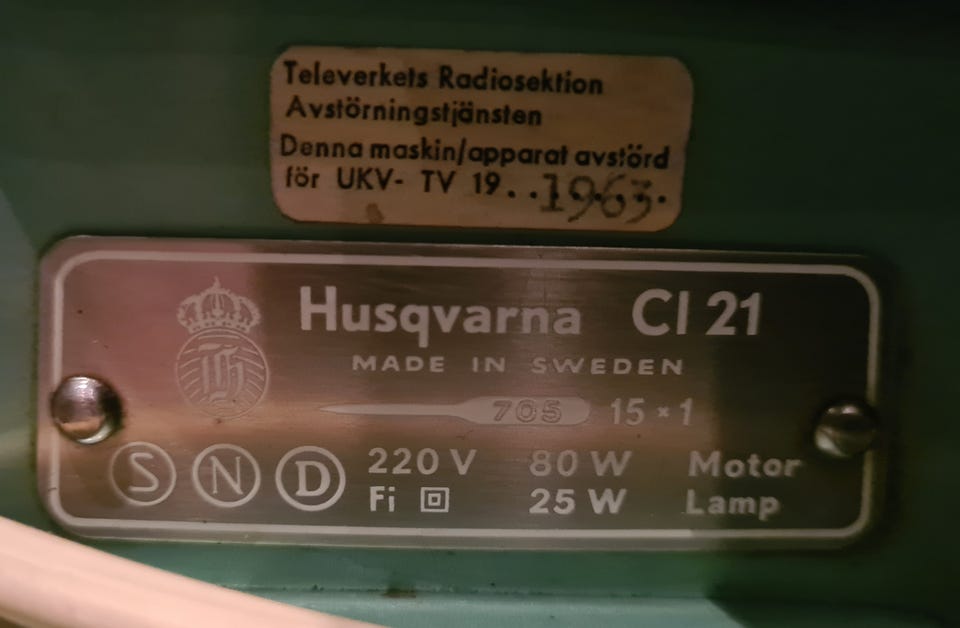 Televerkets Radiosektion
Avstörningstjänsten
Denna maskin/apparat avstörd
för UKV- TV 19..1963.
Husqvarna CI 21
MADE IN SWEDEN
705 15×1
S N D 220 V 80 W Motor
Fi 25 W Lamp